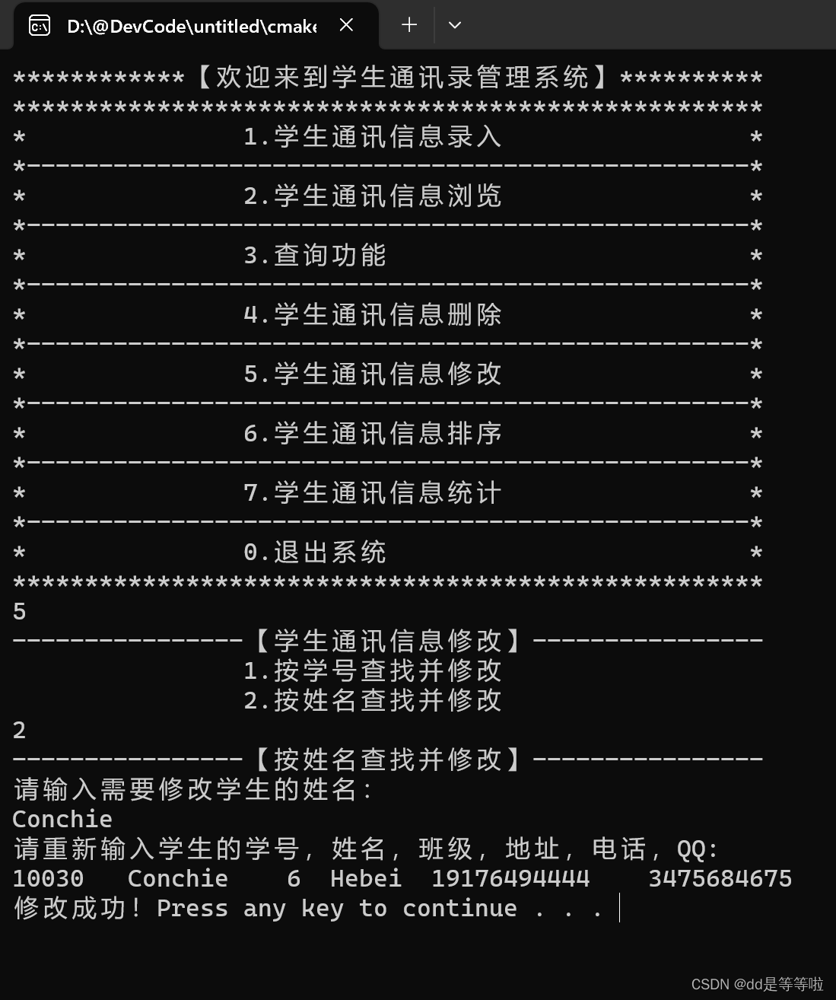 D:\@DevCode\untitled\cmake
************【欢迎来到学生通讯录管理系统】**********
****************************************************
*               1.学生通讯信息录入                 *
*--------------------------------------------------*
*               2.学生通讯信息浏览                 *
*--------------------------------------------------*
*               3.查询功能                         *
*--------------------------------------------------*
*               4.学生通讯信息删除                 *
*--------------------------------------------------*
*               5.学生通讯信息修改                 *
*--------------------------------------------------*
*               6.学生通讯信息排序                 *
*--------------------------------------------------*
*               7.学生通讯信息统计                 *
*--------------------------------------------------*
*               0.退出系统                         *
****************************************************
5
----------------【学生通讯信息修改】----------------
                1.按学号查找并修改
                2.按姓名查找并修改
2
----------------【按姓名查找并修改】----------------
请输入需要修改学生的姓名:
Conchie
请重新输入学生的学号, 姓名, 班级, 地址, 电话, QQ:
10030   Conchie    6  Hebei  19176494444    3475684675
修改成功! Press any key to continue . . .
CSDN @dd是等等啦